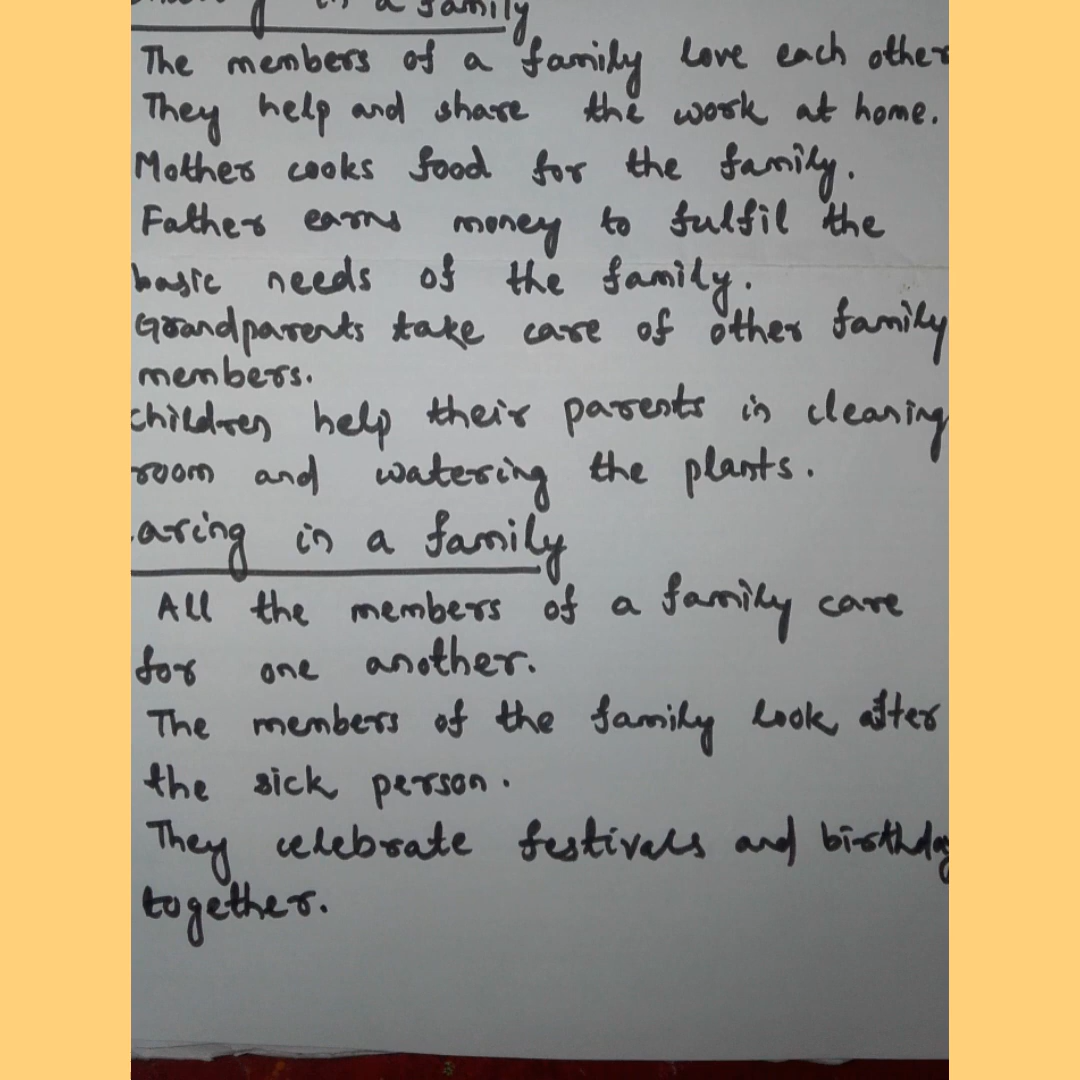 in a family
The members of a family love each other
They help and share the work at home.
Mother cooks food for the family.
Father earns money to fulfil the
basic needs of the family.
Grandparents take care of other family
members.
children help their parents in cleaning
room and watering the plants.
aring in a family
All the members of a family care
for one another.
The members of the family look after
the sick person.
They celebrate festivals and birthday
together.